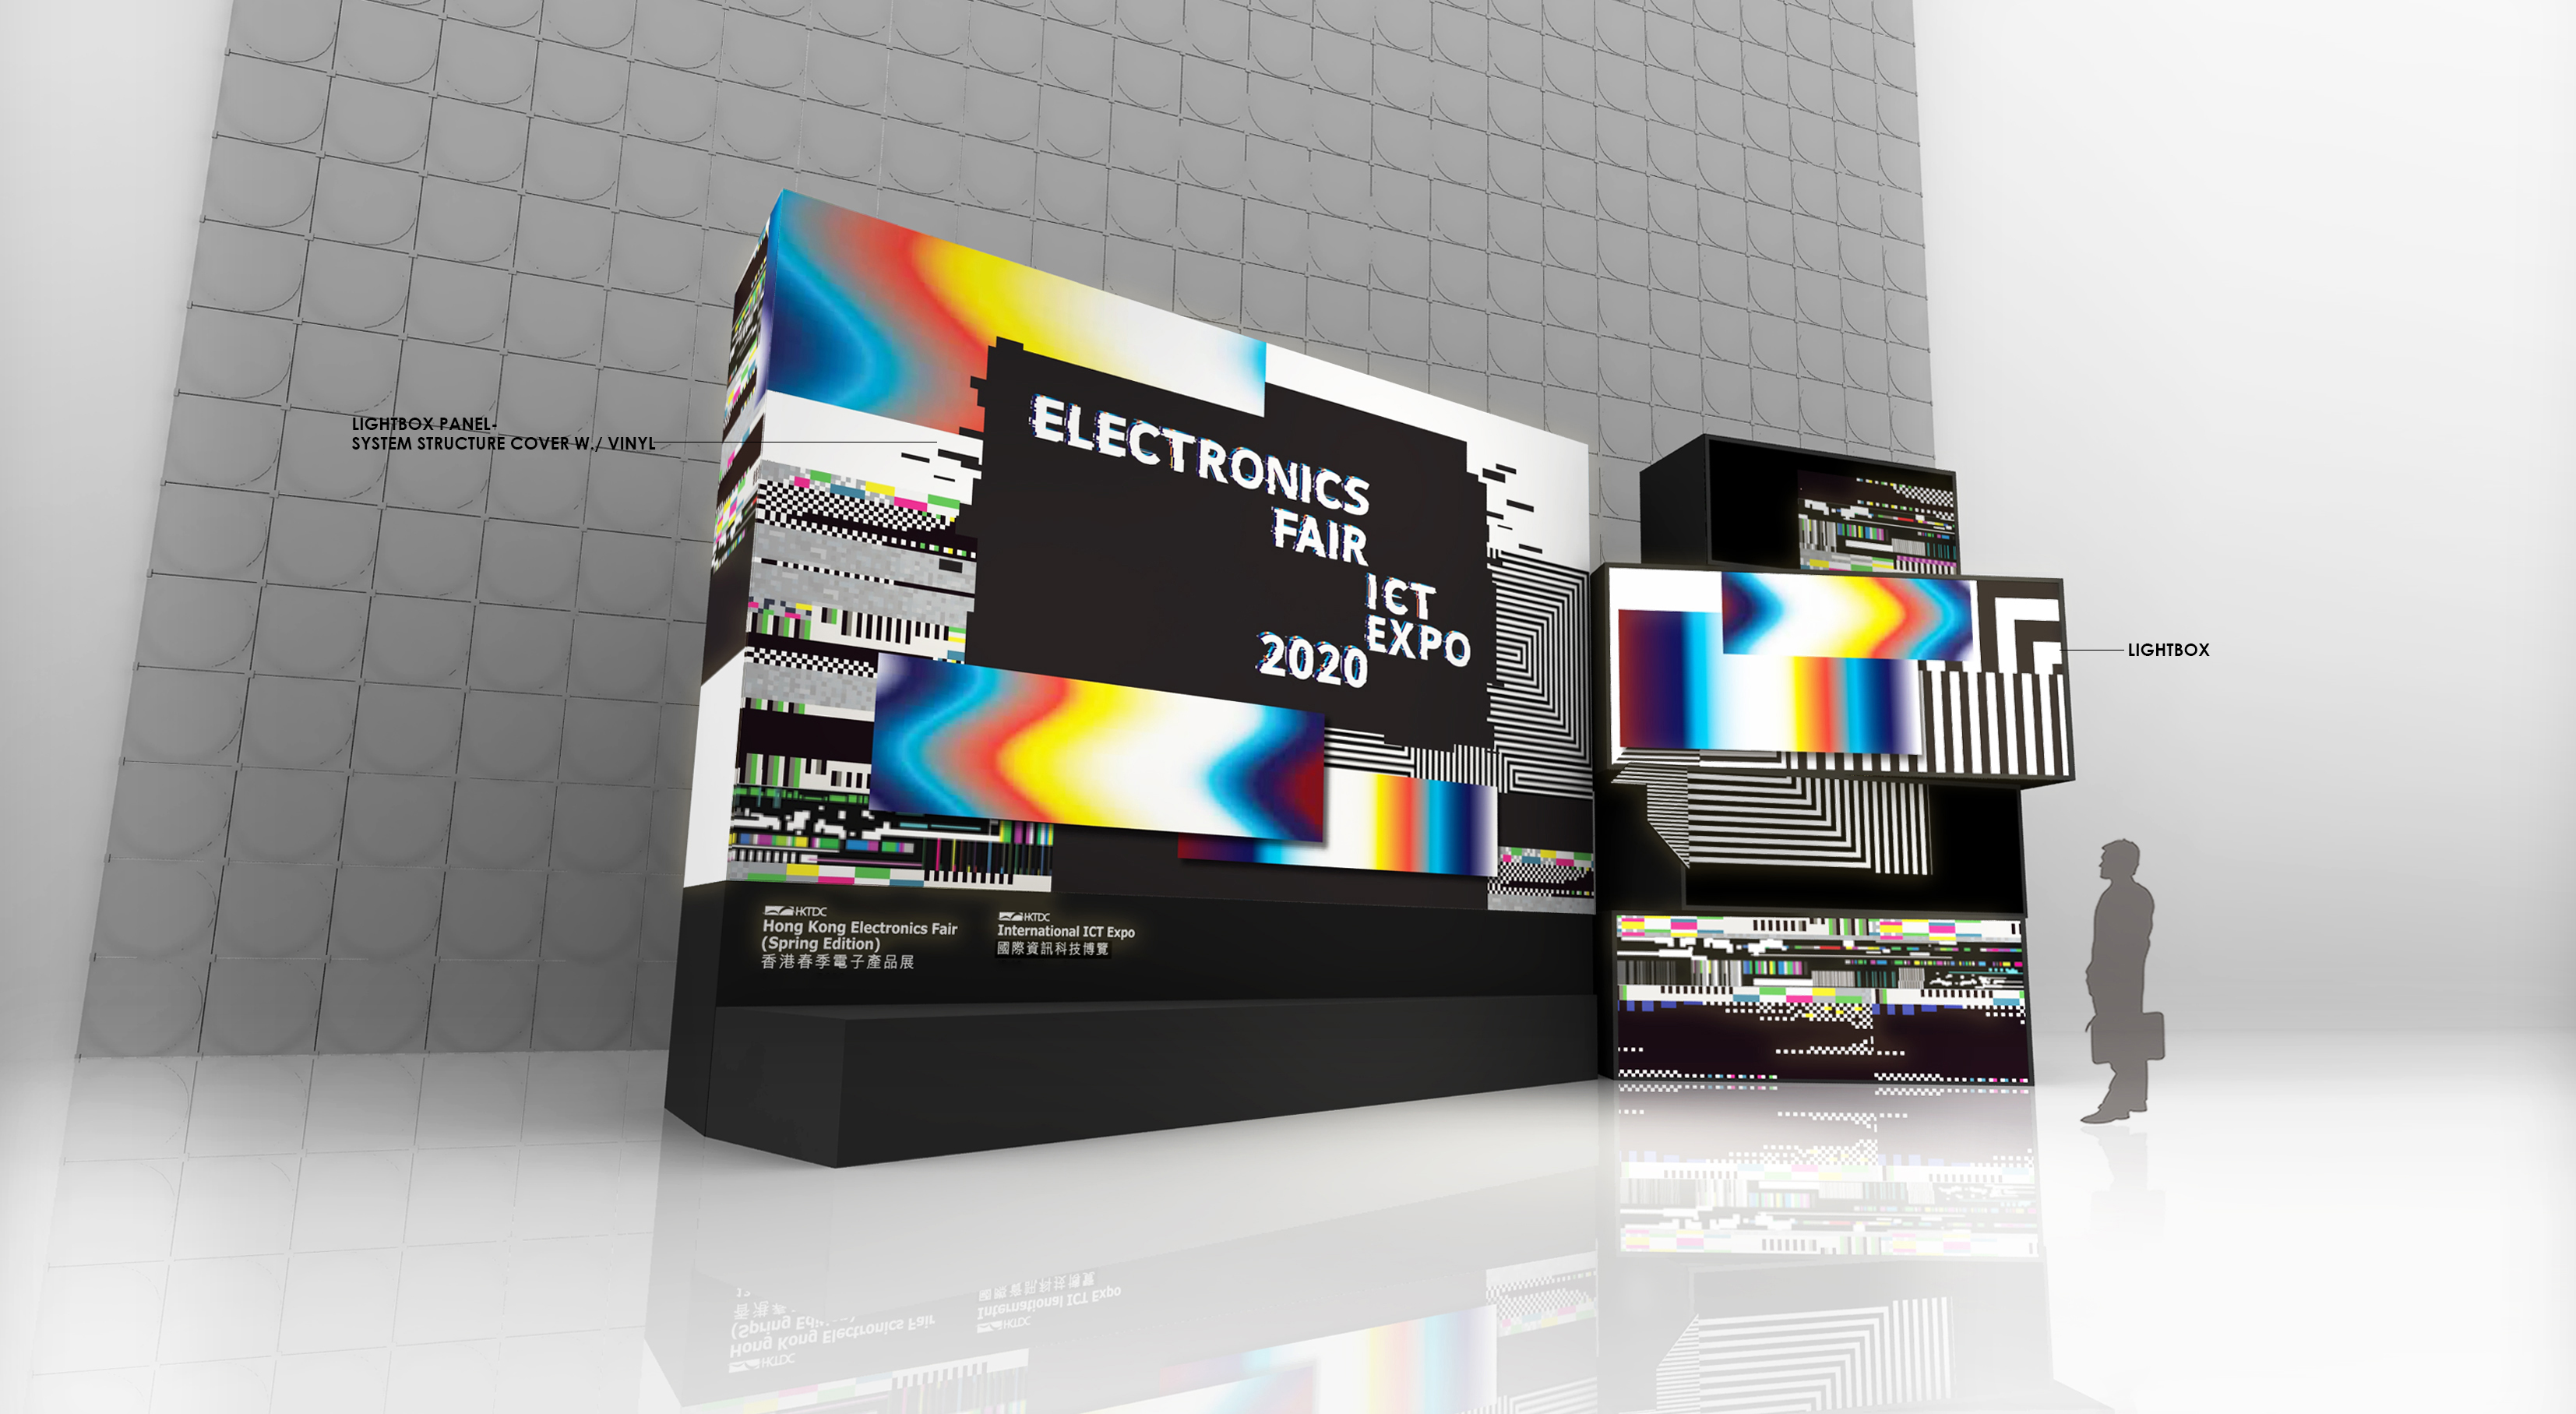 LIGHTBOX PANEL-
SYSTEM STRUCTURE COVER W./ VINYL
ELECTRONICS
FAIR
ICT
EXPO
2020
LIGHTBOX
HKTDC
Hong Kong Electronics Fair
(Spring Edition)
香港春季電子產品展
HKTDC
International ICT Expo
國際資訊科技博覽